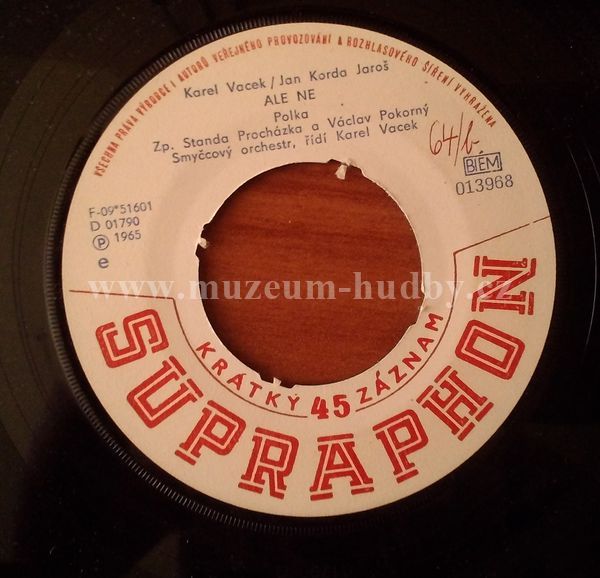 VŠECHNA PRÁVA VÝROBCE I AUTORŮ VEŘEJNÉHO PROVOZOVÁNÍ A ROZHLASOVÉHO ŠÍŘENÍ VYHRAŽENA
Karel Vacek / Jan Korda Jaroš
ALE NE
Polka
Zp. Standa Procházka a Václav Pokorný
Smyčcový orchestr, řídí Karel Vacek
64/b.
BIEM
013968
F-09*51601
D 01790
Ⓟ 1965
e
www.muzeum-hudby.cz
KRÁTKÝ 45 ZÁZNAM
SUPRAPHON